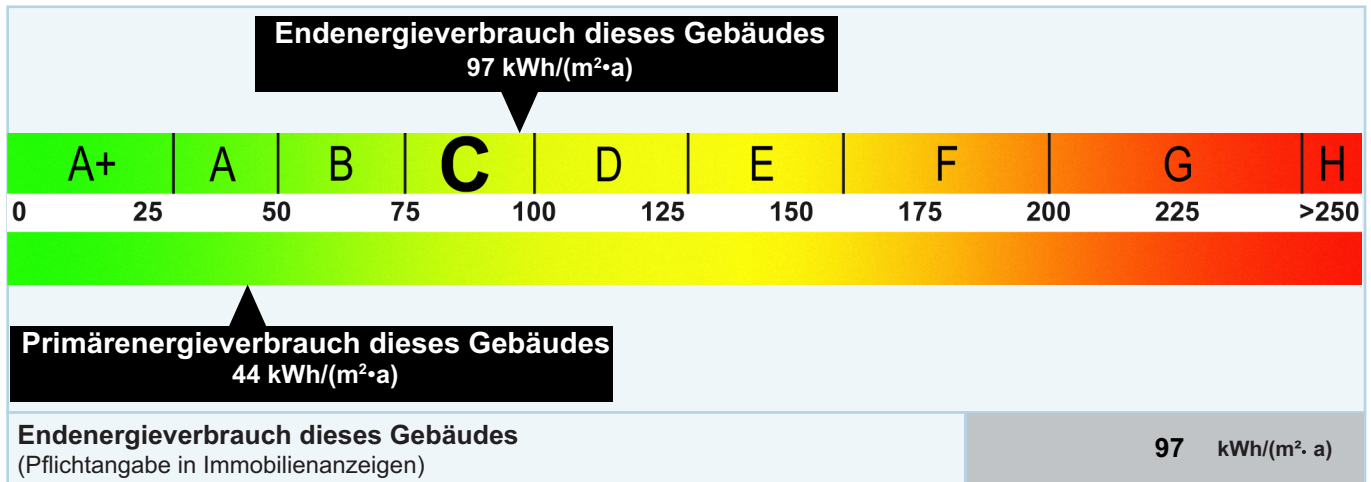 Endenergieverbrauch dieses Gebäudes
97 kWh/(m²•a)
A+ A B C D E F G H
0 25 50 75 100 125 150 175 200 225 >250
Primärenergieverbrauch dieses Gebäudes
44 kWh/(m²•a)
Endenergieverbrauch dieses Gebäudes
(Pflichtangabe in Immobilienanzeigen)
97 kWh/(m²· a)